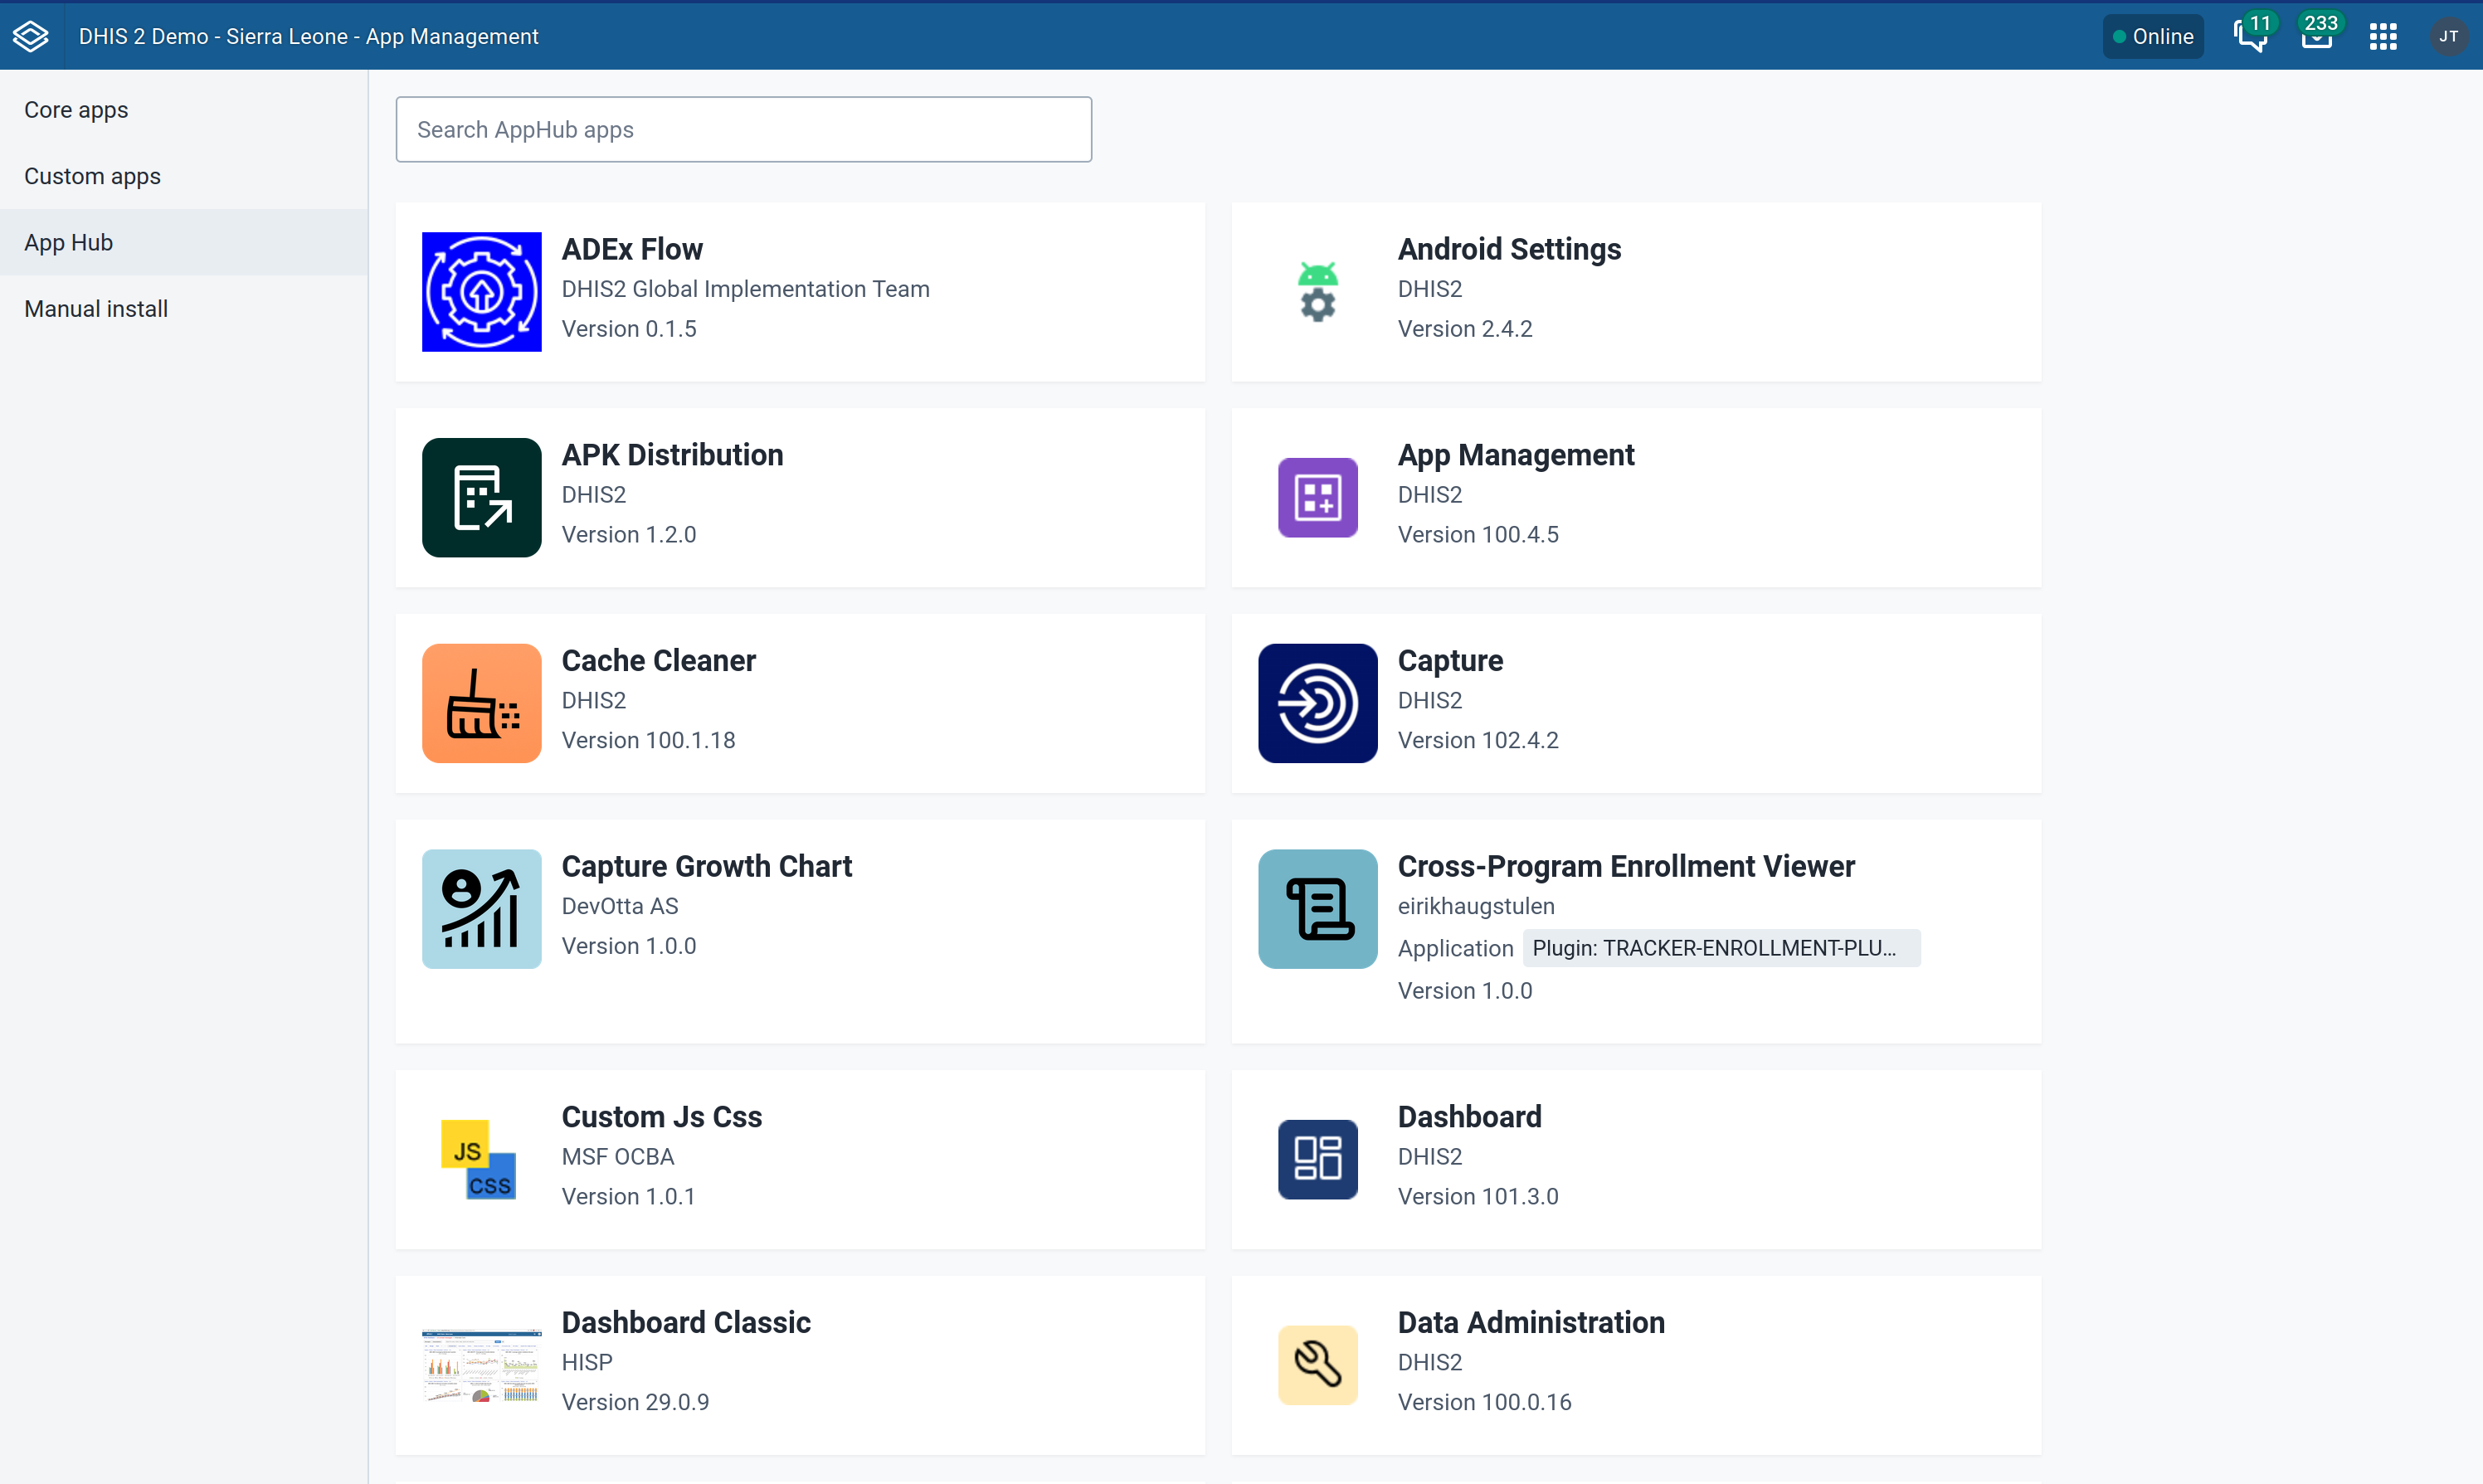 DHIS 2 Demo - Sierra Leone - App Management
Online
11
233
JT
Core apps
Custom apps
App Hub
Manual install
Search AppHub apps
ADEx Flow
DHIS2 Global Implementation Team
Version 0.1.5
Android Settings
DHIS2
Version 2.4.2
APK Distribution
DHIS2
Version 1.2.0
App Management
DHIS2
Version 100.4.5
Cache Cleaner
DHIS2
Version 100.1.18
Capture
DHIS2
Version 102.4.2
Capture Growth Chart
DevOtta AS
Version 1.0.0
Cross-Program Enrollment Viewer
eirikhaugstulen
Application Plugin: TRACKER-ENROLLMENT-PLU...
Version 1.0.0
JS
CSS
Custom Js Css
MSF OCBA
Version 1.0.1
Dashboard
DHIS2
Version 101.3.0
Dashboard Classic
HISP
Version 29.0.9
Data Administration
DHIS2
Version 100.0.16